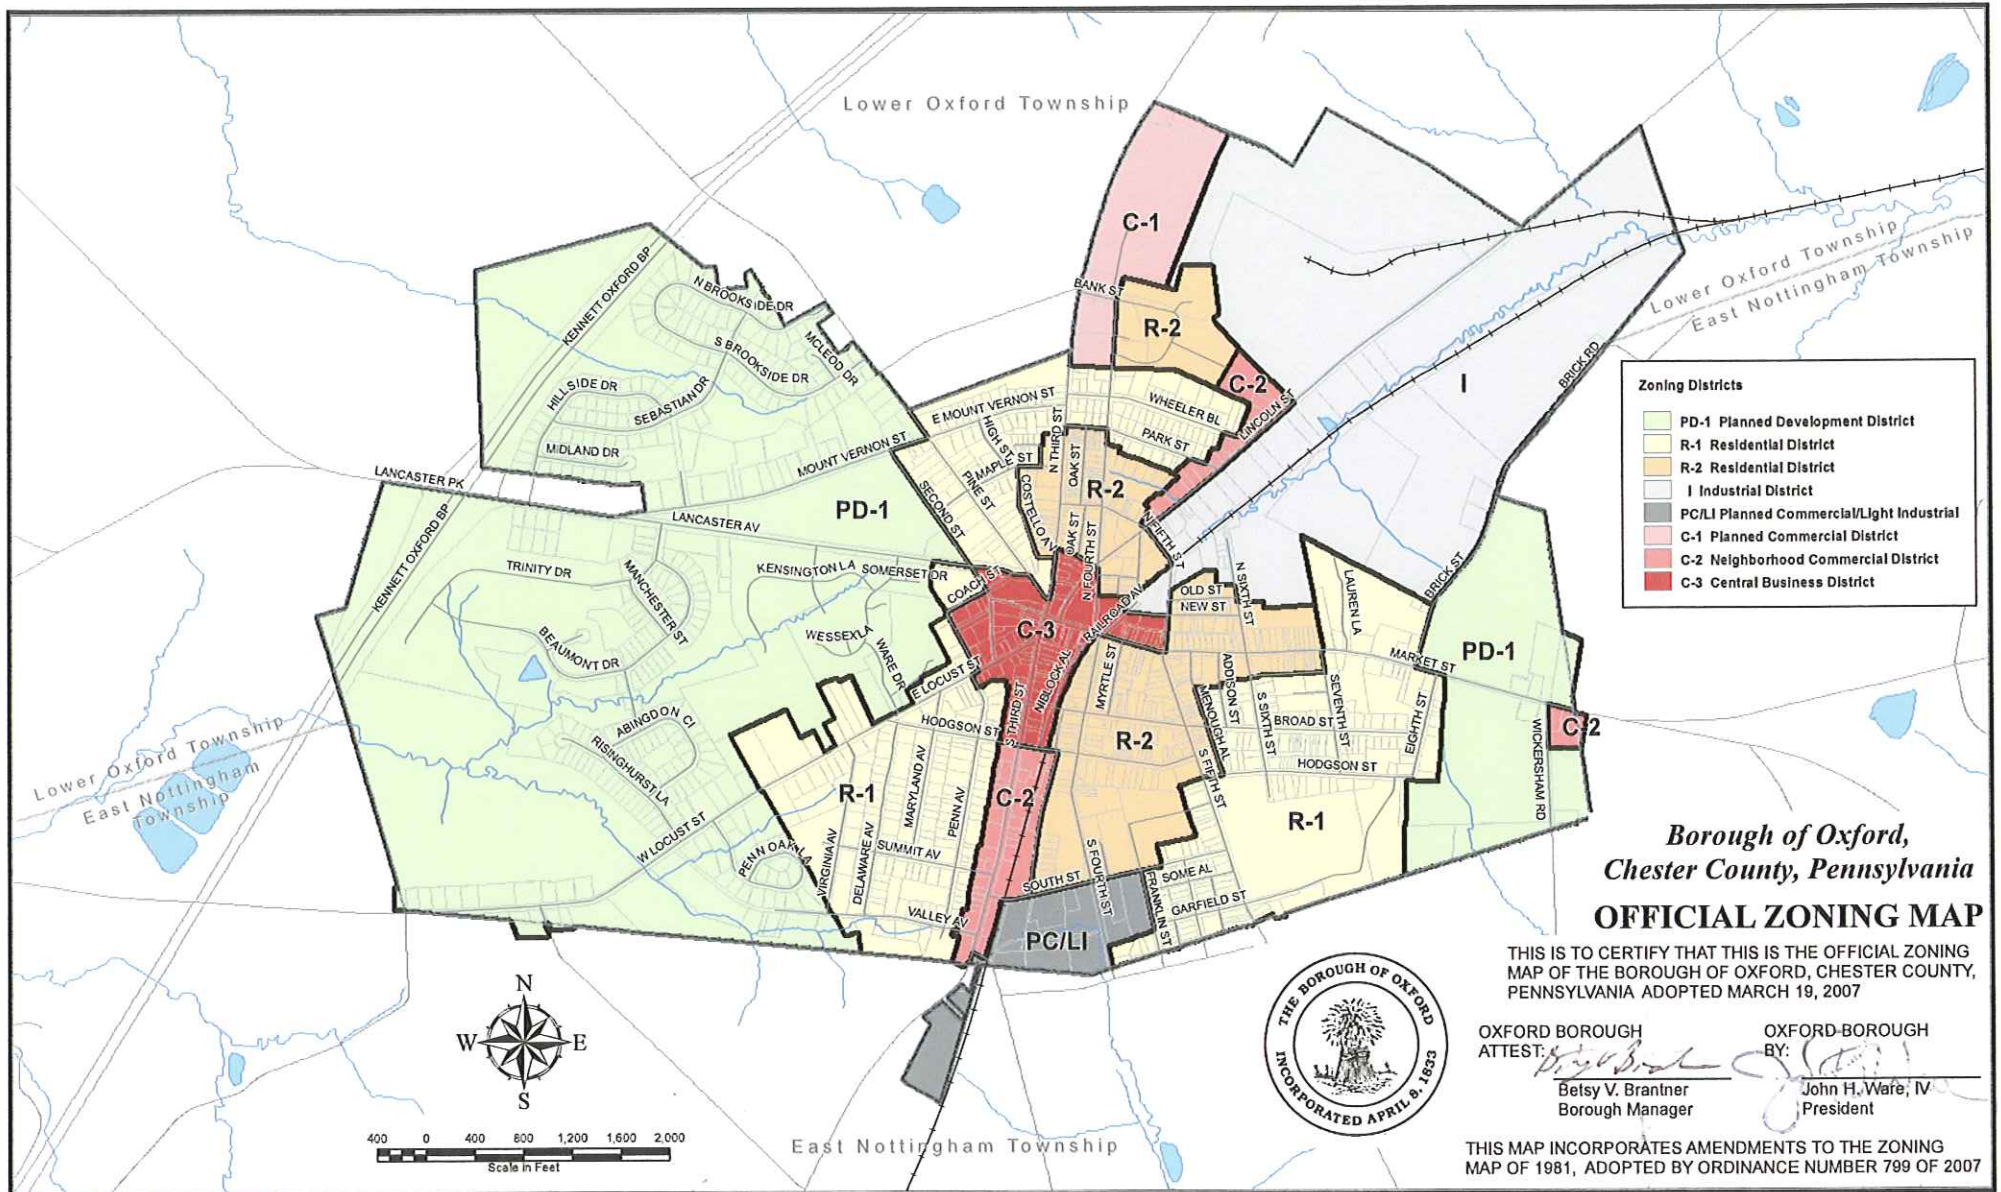 Lower Oxford Township
C-1
KENNETT OXFORD BP
N BROOKSIDE DR
BANK ST
Lower Oxford Township
East Nottingham Township
R-2
S BROOKSIDE DR
MCLEOD DR
BRICK RD
I
HILLSIDE DR
SEBASTIAN DR
C-2
E MOUNT VERNON ST
WHEELER BL
LINCOLN ST
HIGH ST
N THIRD ST
PARK ST
MIDLAND DR
MOUNT VERNON ST
MAPLE ST
OAK ST
LANCASTER PK
PINE ST
R-2
SECOND ST
COSTELLO AV
PD-1
LANCASTER AV
KENNETT OXFORD BP
OAK ST
N FOURTH ST
N FIFTH ST
TRINITY DR
MANCHESTER ST
KENSINGTON LA
SOMERSET DR
COACH ST
N SIXTH ST
LAUREN LA
BRICK ST
OLD ST
NEW ST
RAILROAD AV
C-3
BEAUMONT DR
WESSEX LA
WARE DR
E LOCUST ST
NIBLOCK AL
MYRTLE ST
ADDISON ST
MARKET ST
PD-1
MENOUGH AL
S SIXTH ST
SEVENTH ST
EIGHTH ST
ABINGDON CI
RISINGHURST LA
HODGSON ST
S THIRD ST
R-2
BROAD ST
WICKERSHAM RD
C-2
HODGSON ST
S FIFTH ST
Lower Oxford Township
East Nottingham
Township
R-1
MARYLAND AV
PENN AV
C-2
R-1
W LOCUST ST
PENN OAK LA
VIRGINIA AV
DELAWARE AV
SUMMIT AV
S FOURTH ST
SOUTH ST
SOME AL
FRANKLIN ST
GARFIELD ST
VALLEY AV
PC/LI
East Nottingham Township
Zoning Districts
PD-1 Planned Development District
R-1 Residential District
R-2 Residential District
I Industrial District
PC/LI Planned Commercial/Light Industrial
C-1 Planned Commercial District
C-2 Neighborhood Commercial District
C-3 Central Business District
Borough of Oxford,
Chester County, Pennsylvania
OFFICIAL ZONING MAP
THIS IS TO CERTIFY THAT THIS IS THE OFFICIAL ZONING
MAP OF THE BOROUGH OF OXFORD, CHESTER COUNTY,
PENNSYLVANIA ADOPTED MARCH 19, 2007
OXFORD BOROUGH
ATTEST:
Betsy V. Brantner
Borough Manager
OXFORD BOROUGH
BY:
John H. Ware, IV
President
THIS MAP INCORPORATES AMENDMENTS TO THE ZONING
MAP OF 1981, ADOPTED BY ORDINANCE NUMBER 799 OF 2007
THE BOROUGH OF OXFORD
INCORPORATED APRIL 8, 1833
N
W E
S
400 0 400 800 1,200 1,600 2,000
Scale in Feet